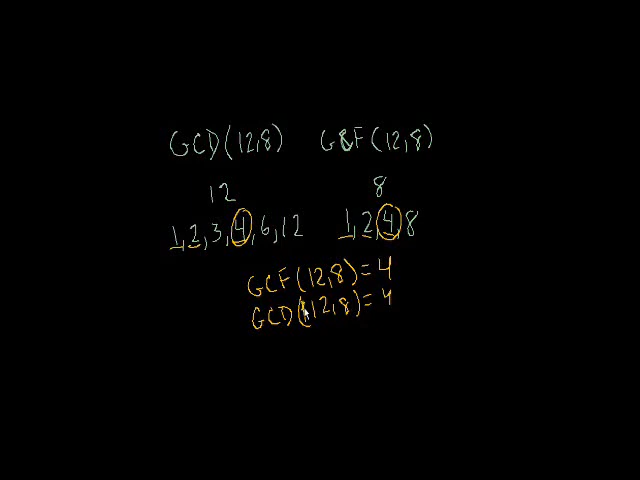 GCD(12,8) GCF(12,8)
12 8
1,2,3,4,6,12 1,2,4,8
GCF(12,8)=4
GCD(12,8)=4